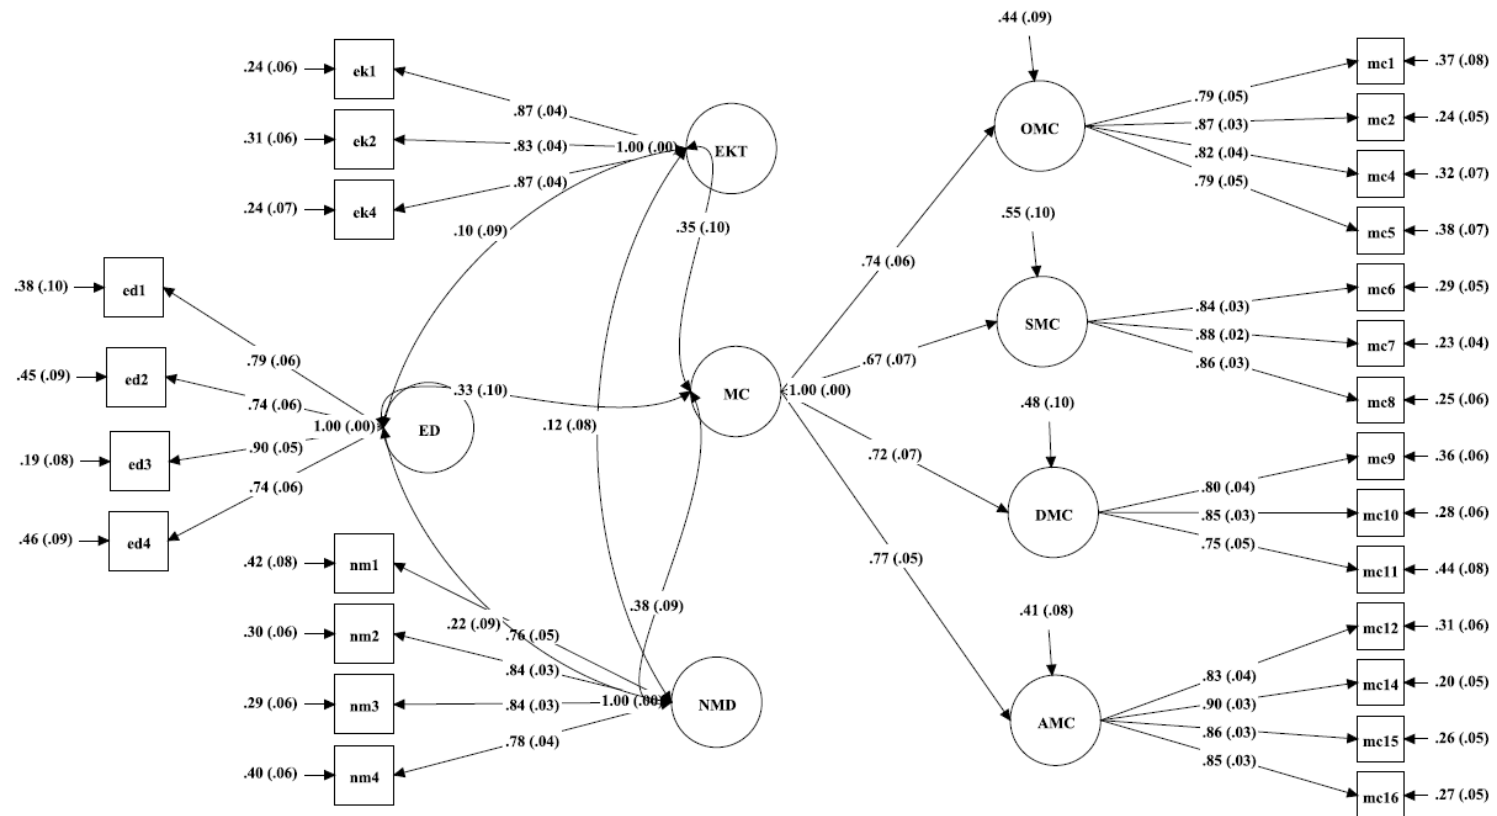 .44 (.09)
.24 (.06) ek1
.87 (.04)
.31 (.06) ek2
.83 (.04)
1.00 (.00)
EKT
.24 (.07) ek4
.87 (.04)
.10 (.09)
.35 (.10)
OMC
.79 (.05)
mc1 .37 (.08)
.87 (.03)
mc2 .24 (.05)
.82 (.04)
mc4 .32 (.07)
.79 (.05)
mc5 .38 (.07)
.74 (.06)
.55 (.10)
SMC
.84 (.03)
mc6 .29 (.05)
.88 (.02)
mc7 .23 (.04)
.86 (.03)
mc8 .25 (.06)
.67 (.07)
.38 (.10) ed1
.79 (.06)
.45 (.09) ed2
.74 (.06)
1.00 (.00)
ED
.19 (.08) ed3
.90 (.05)
.46 (.09) ed4
.74 (.06)
.33 (.10)
.12 (.08)
MC
1.00 (.00)
.48 (.10)
.72 (.07)
DMC
.80 (.04)
mc9 .36 (.06)
.85 (.03)
mc10 .28 (.06)
.75 (.05)
mc11 .44 (.08)
.77 (.05)
.42 (.08) nm1
.22 (.09)
.76 (.05)
.38 (.09)
.30 (.06) nm2
.84 (.03)
.29 (.06) nm3
.84 (.03)
1.00 (.00)
NMD
.40 (.06) nm4
.78 (.04)
.41 (.08)
AMC
.83 (.04)
mc12 .31 (.06)
.90 (.03)
mc14 .20 (.05)
.86 (.03)
mc15 .26 (.05)
.85 (.03)
mc16 .27 (.05)